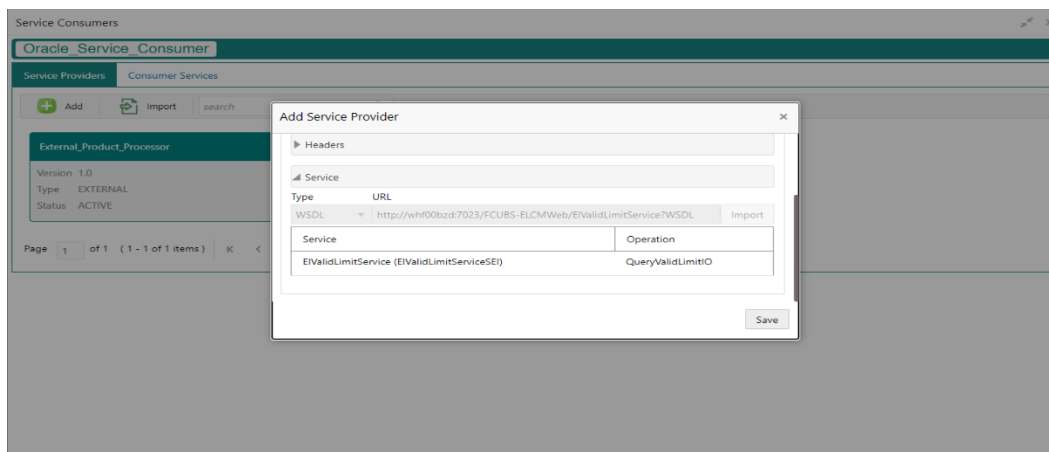 Service Consumers
Oracle_Service_Consumer
Service Providers Consumer Services
Add Import search
External_Product_Processor
Version 1.0
Type EXTERNAL
Status ACTIVE
Page 1 of 1 (1 - 1 of 1 items) K <
Add Service Provider ×
Headers
Service
Type URL
WSDL http://whf00bzd:7023/FCUBS-ELCMWeb/ElValidLimitService?WSDL Import
Service Operation
ElValidLimitService (ElValidLimitServiceSEI) QueryValidLimitIO
Save